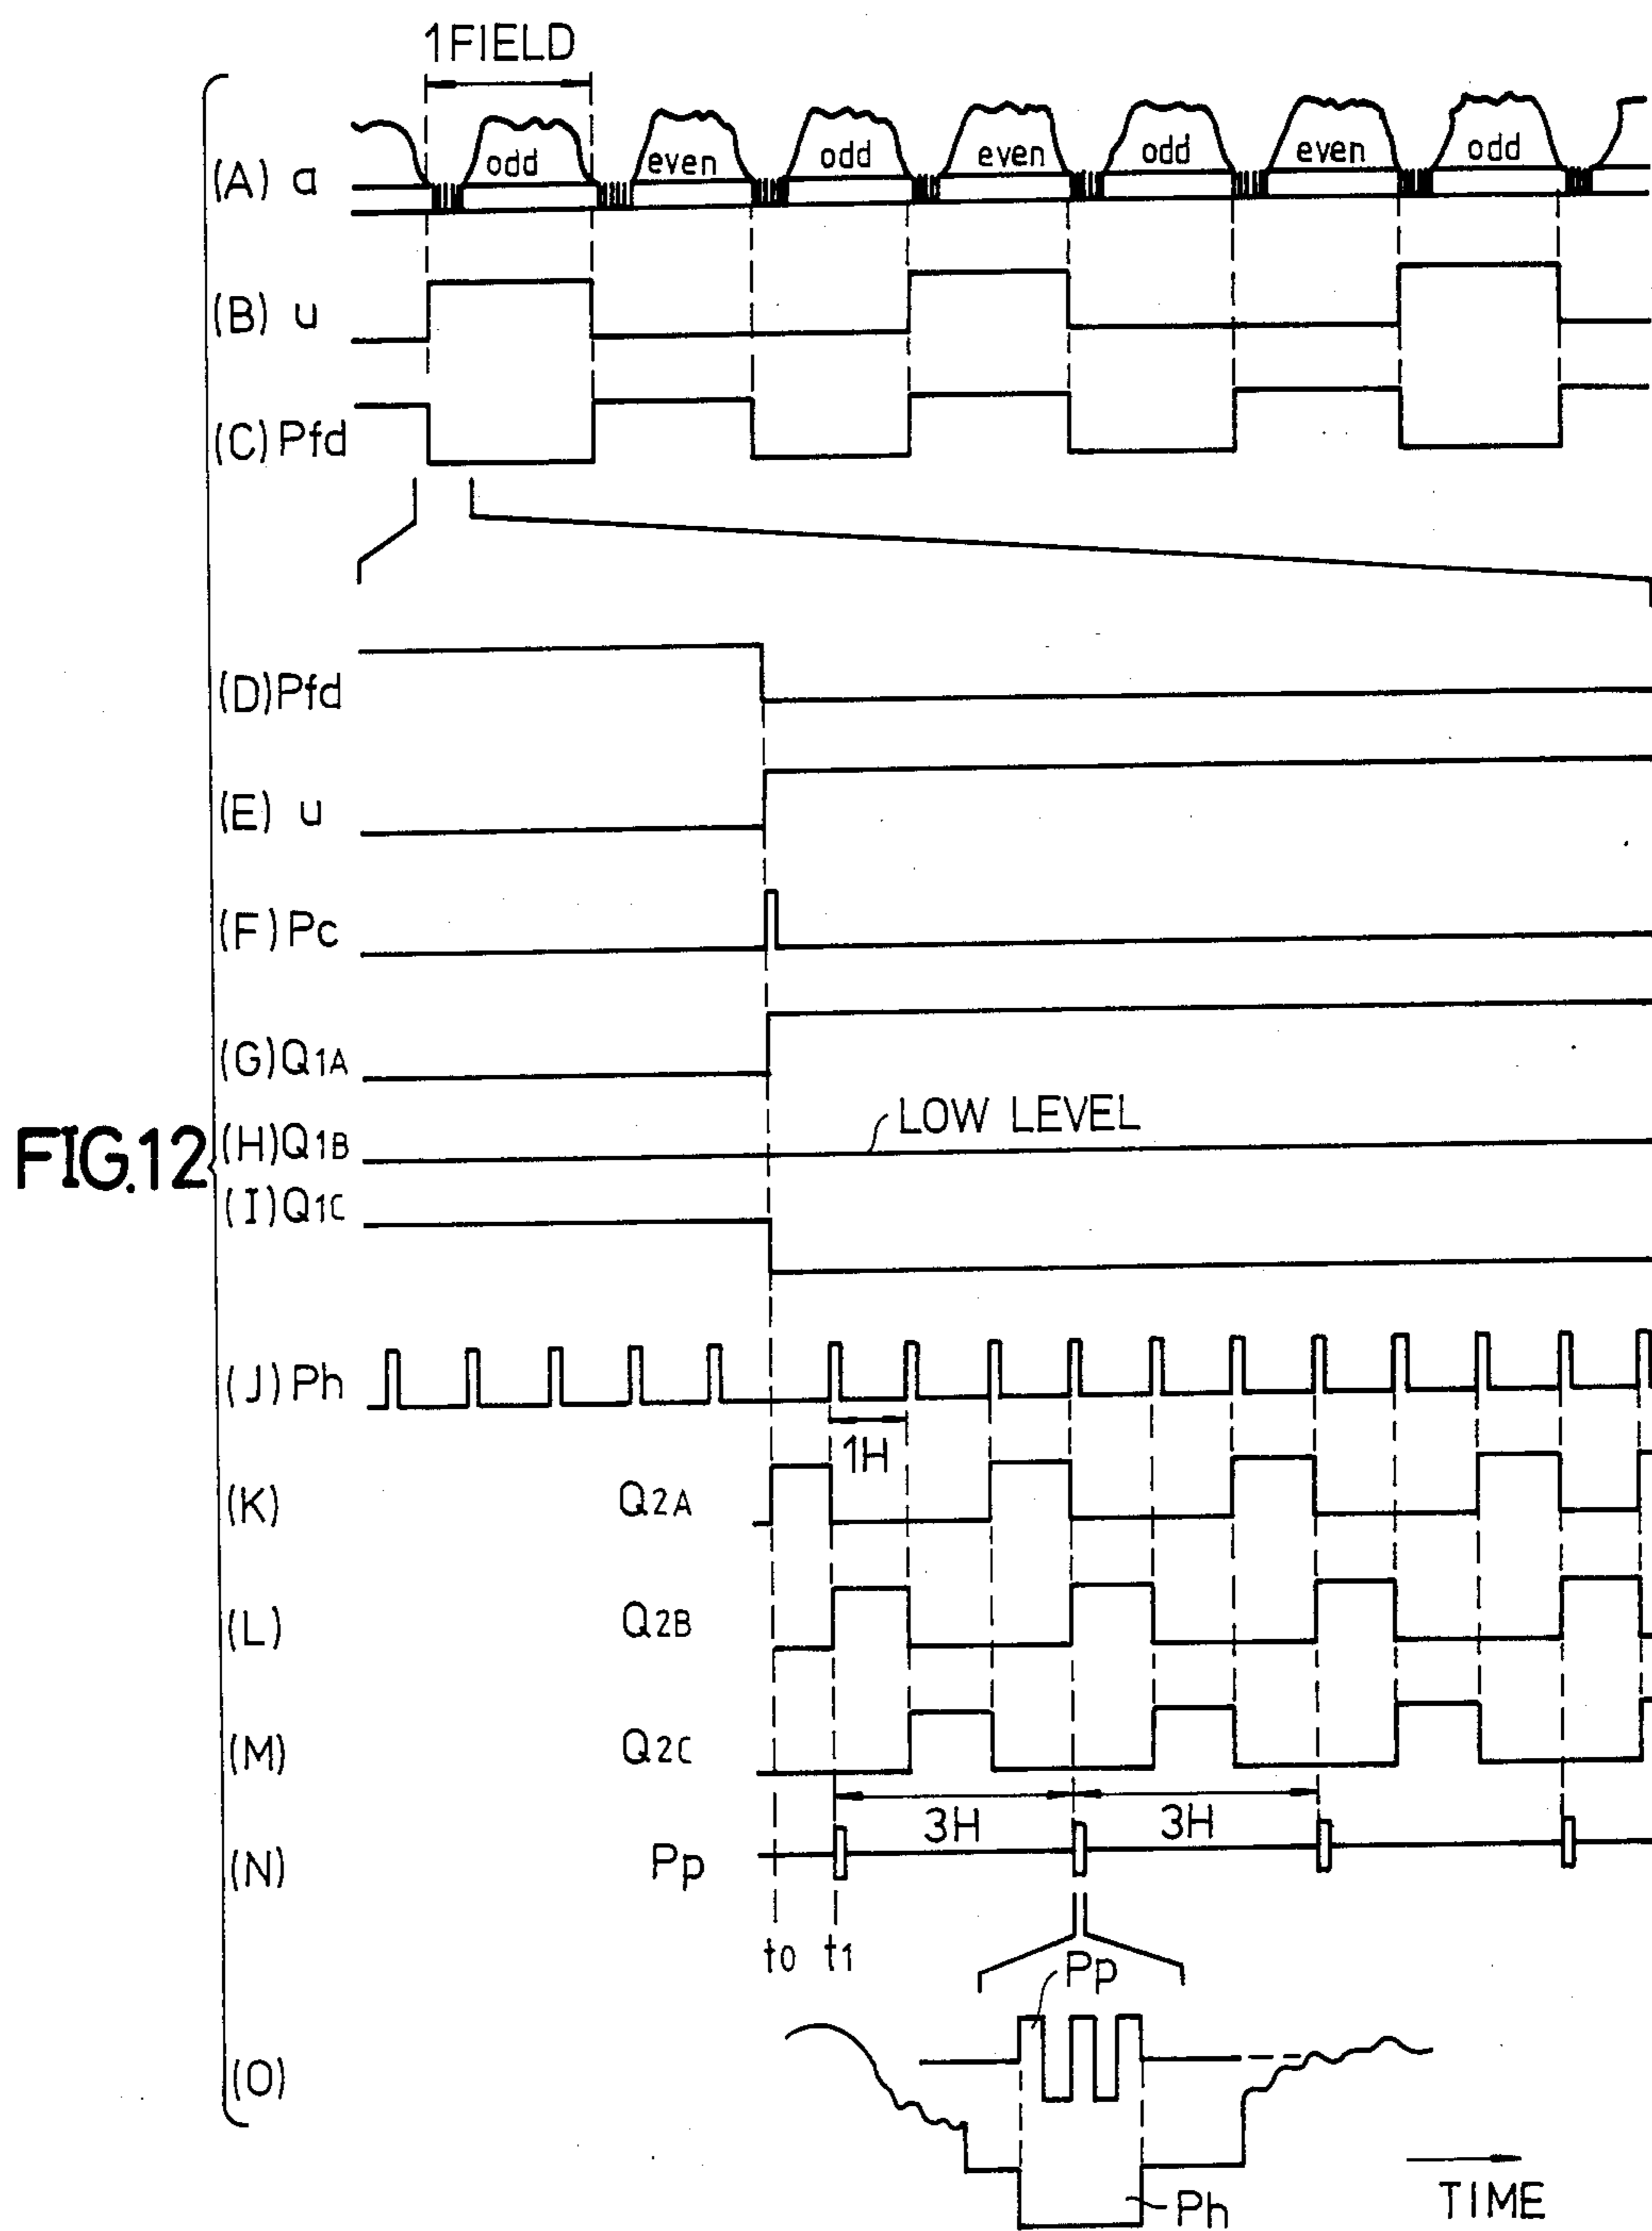 1FIELD
(A) a odd even odd even odd even odd
(B) u
(C) Pfd
(D) Pfd
(E) u
(F) Pc
(G) Q1A
LOW LEVEL
FIG.12 (H) Q1B
(I) Q1C
(J) Ph
1H
(K) Q2A
(L) Q2B
(M) Q2C
3H 3H
(N) Pp
t0 t1
Pp
(O)
Ph
TIME